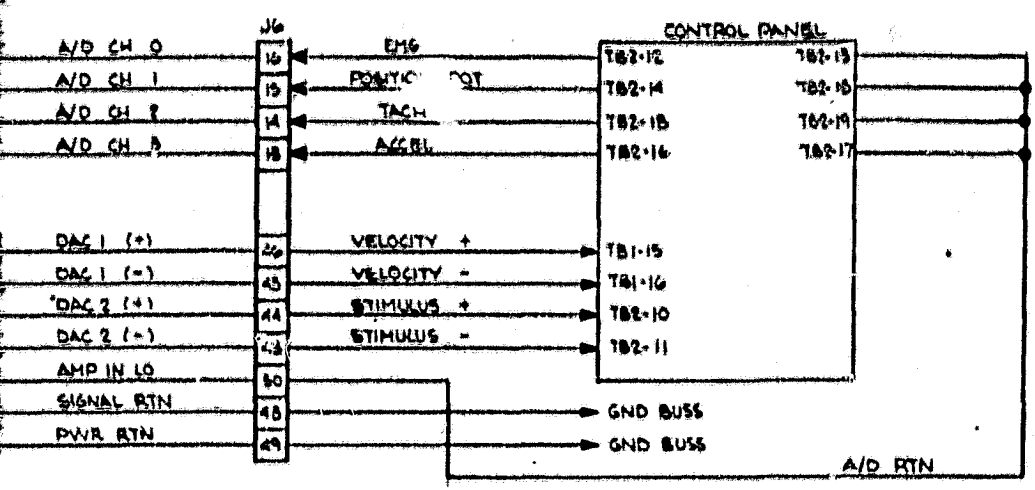 J6 CONTROL PANEL
A/D CH 0 16 EMG TB2-12 TB2-13
A/D CH 1 15 POT TB2-14 TB2-18
A/D CH 2 14 TACH TB2-15 TB2-19
A/D CH 3 13 ACCEL TB2-16 TB2-17
DAC 1 (+) 26 VELOCITY + TB1-15
DAC 1 (-) VELOCITY - TB1-16
DAC 2 (+) 44 STIMULUS + TB2-10
DAC 2 (-) STIMULUS - TB2-11
AMP IN LO 30
SIGNAL RTN 48 GND BUSS
PWR RTN 49 GND BUSS
A/D RTN